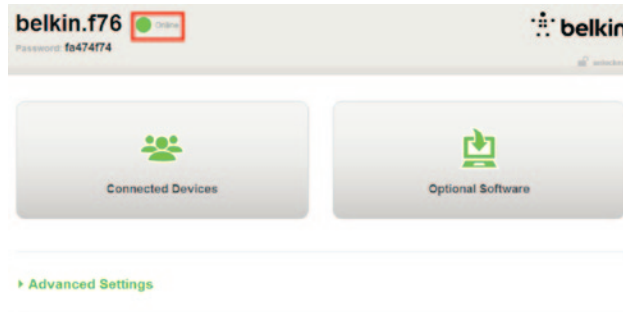 belkin.f76 Online
Password: fa474f74
belkin
Connected Devices
Optional Software
Advanced Settings